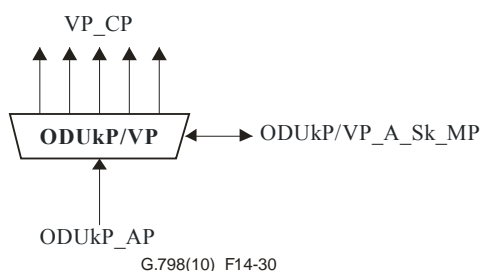 VP_CP
ODUkP/VP
ODUkP/VP_A_Sk_MP
ODUkP_AP
G.798(10)_F14-30